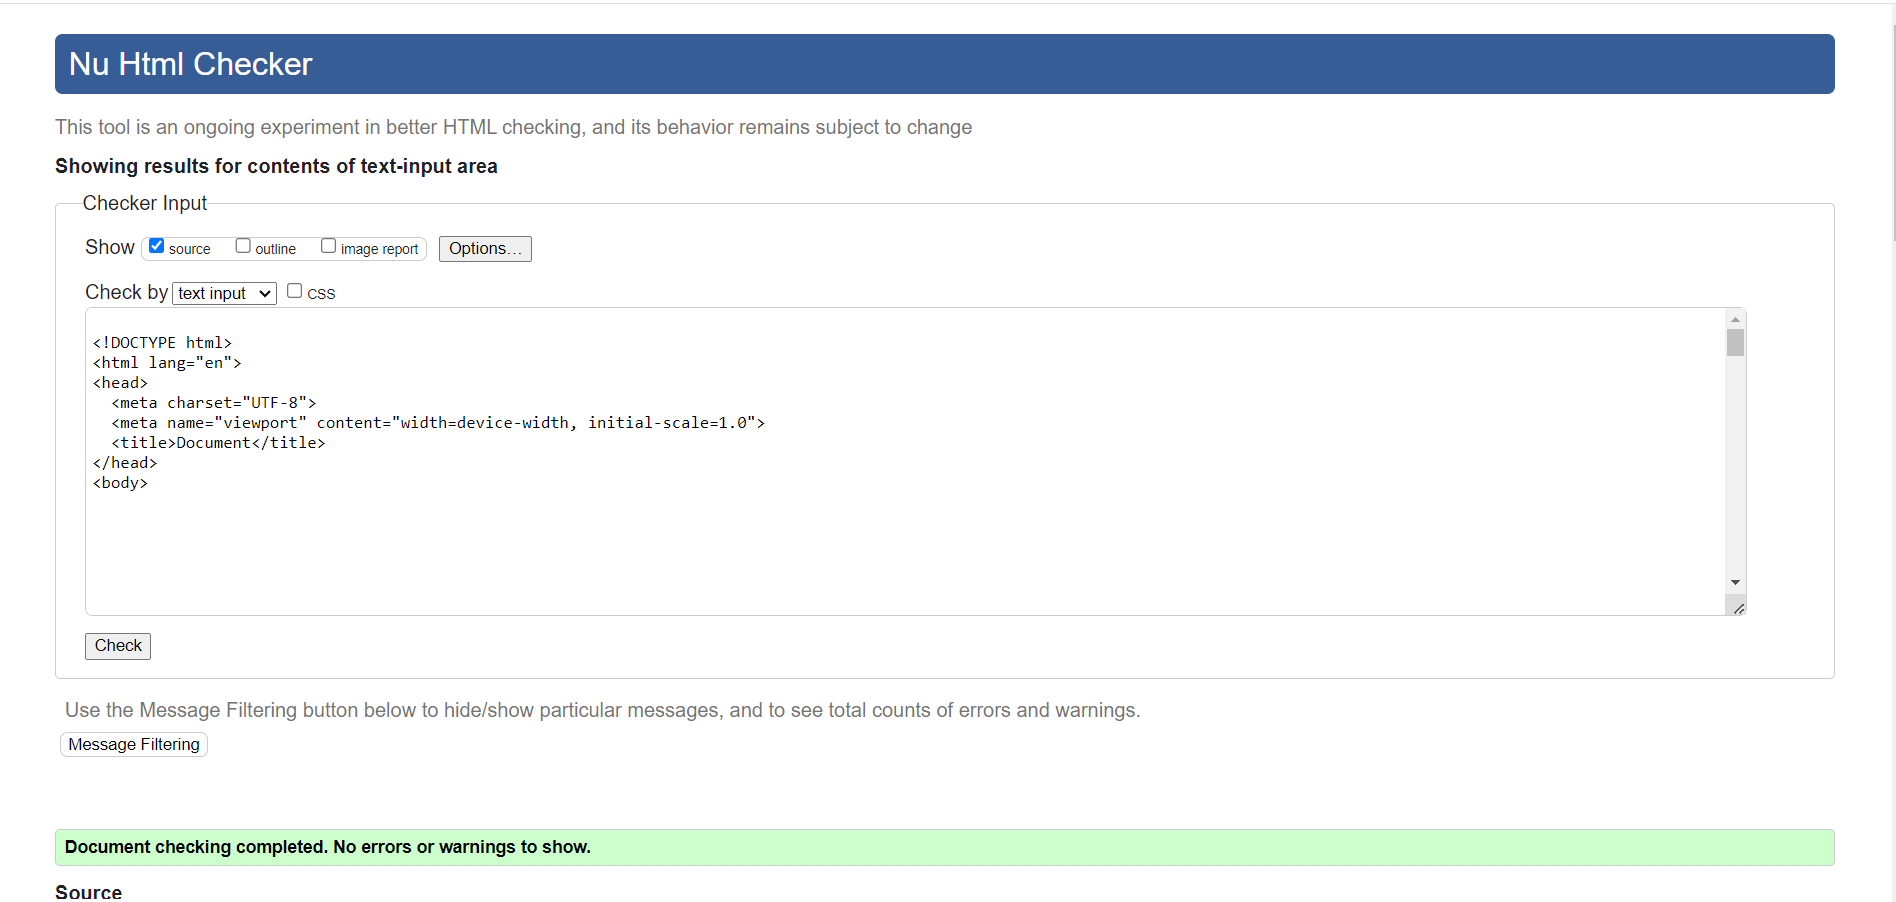 Nu Html Checker
This tool is an ongoing experiment in better HTML checking, and its behavior remains subject to change
Showing results for contents of text-input area
Checker Input
Show source outline image report Options...
Check by text input CSS
<!DOCTYPE html>
<html lang="en">
<head>
  <meta charset="UTF-8">
  <meta name="viewport" content="width=device-width, initial-scale=1.0">
  <title>Document</title>
</head>
<body>
Check
Use the Message Filtering button below to hide/show particular messages, and to see total counts of errors and warnings.
Message Filtering
Document checking completed. No errors or warnings to show.
Source